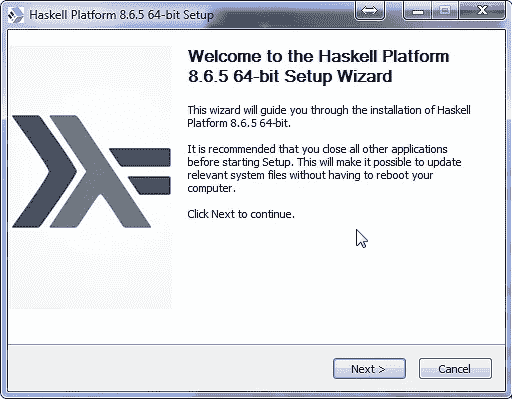 Haskell Platform 8.6.5 64-bit Setup
Welcome to the Haskell Platform
8.6.5 64-bit Setup Wizard
This wizard will guide you through the installation of Haskell
Platform 8.6.5 64-bit.
It is recommended that you close all other applications
before starting Setup. This will make it possible to update
relevant system files without having to reboot your
computer.
Click Next to continue.
Next >
Cancel